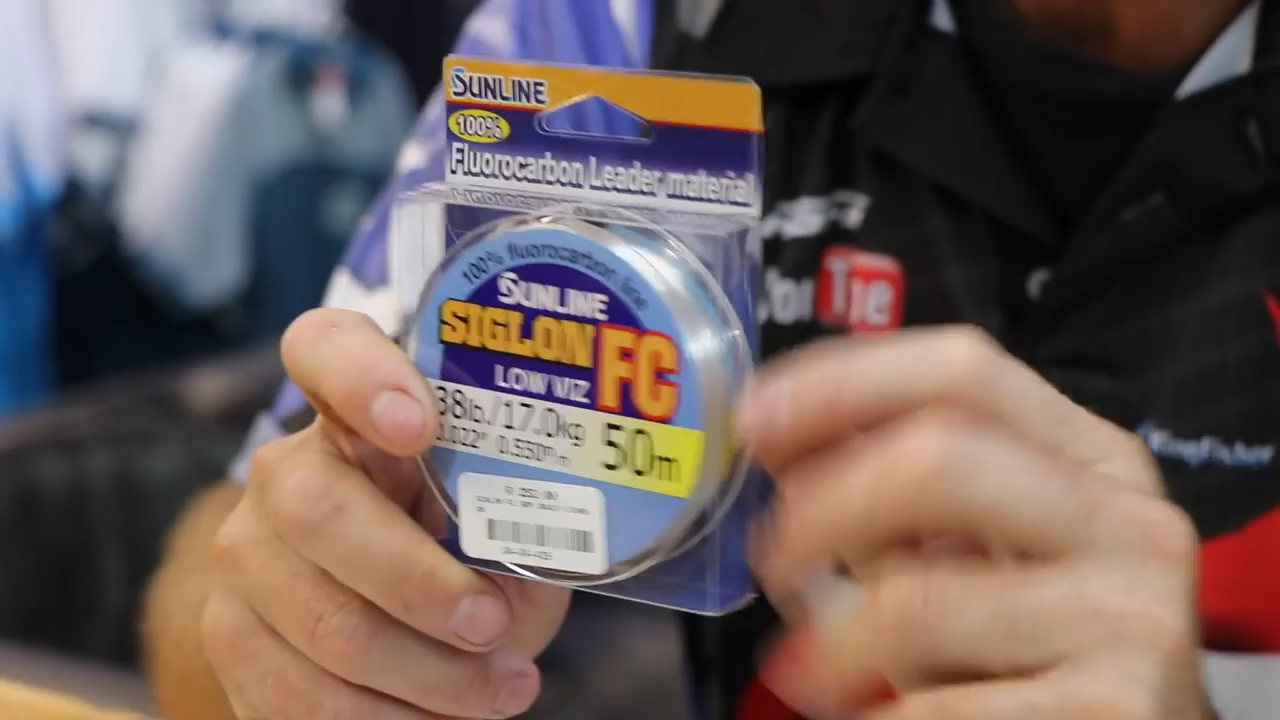 SUNLINE
100%
Fluorocarbon Leader material
100% fluorocarbon line
SUNLINE
SIGLON FC
LOW VIZ
38lb./17.0kg 50m
0.022" 0.550mm
KingFisher